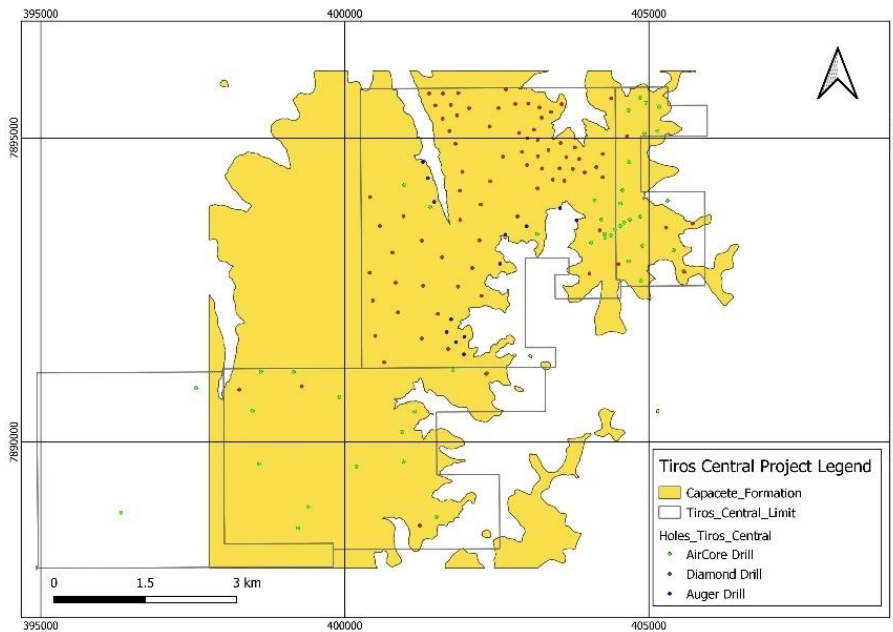 395000
400000
405000
7895000
7890000
Tiros Central Project Legend
Capacete_Formation
Tiros_Central_Limit
Holes_Tiros_Central
AirCore Drill
Diamond Drill
Auger Drill
0 1.5 3 km
395000
400000
405000